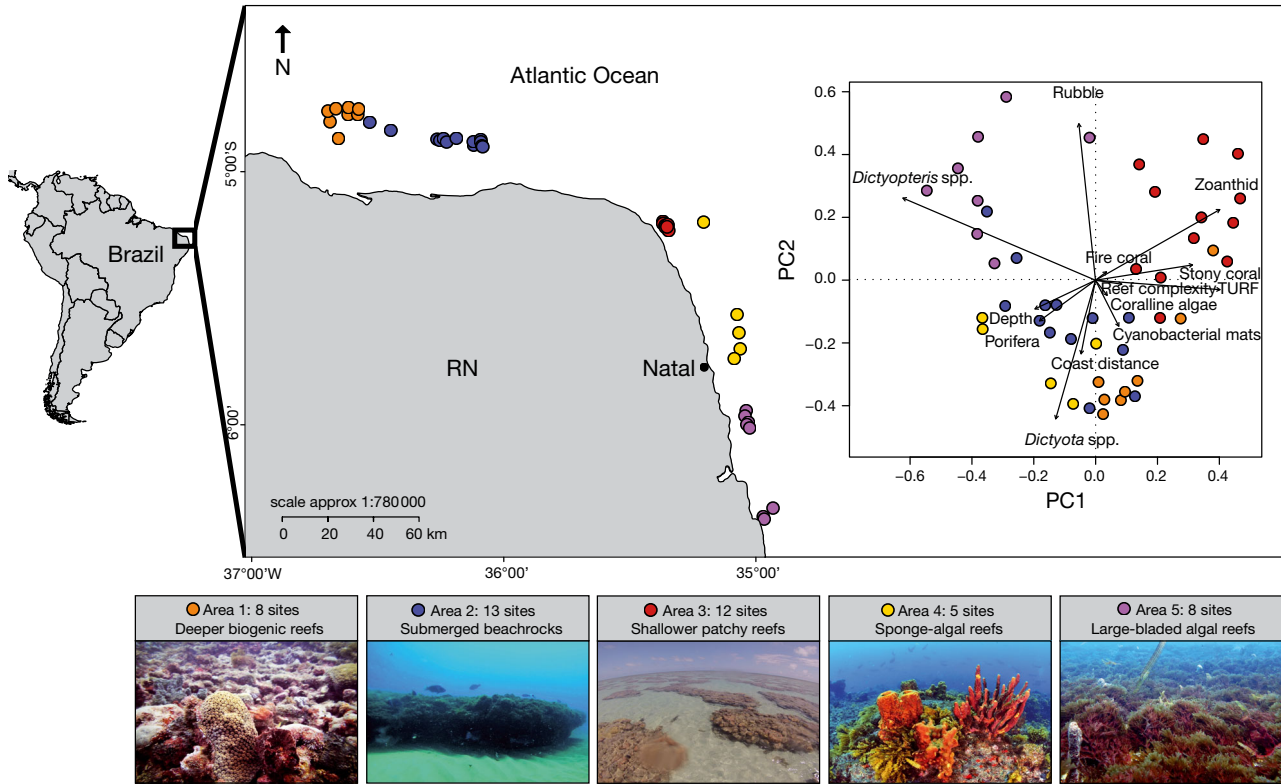 N
Atlantic Ocean
5°00'S
Brazil
RN
Natal
6°00'
scale approx 1:780 000
0 20 40 60 km
37°00'W 36°00' 35°00'
0.6
0.4
0.2
0.0
−0.2
−0.4
PC2
Rubble
Dictyopteris spp.
Zoanthid
Fire coral
Stony coral
Reef complexity TURF
Coralline algae
Depth
Cyanobacterial mats
Porifera
Coast distance
Dictyota spp.
−0.6 −0.4 −0.2 0.0 0.2 0.4
PC1
Area 1: 8 sites
Deeper biogenic reefs
Area 2: 13 sites
Submerged beachrocks
Area 3: 12 sites
Shallower patchy reefs
Area 4: 5 sites
Sponge-algal reefs
Area 5: 8 sites
Large-bladed algal reefs